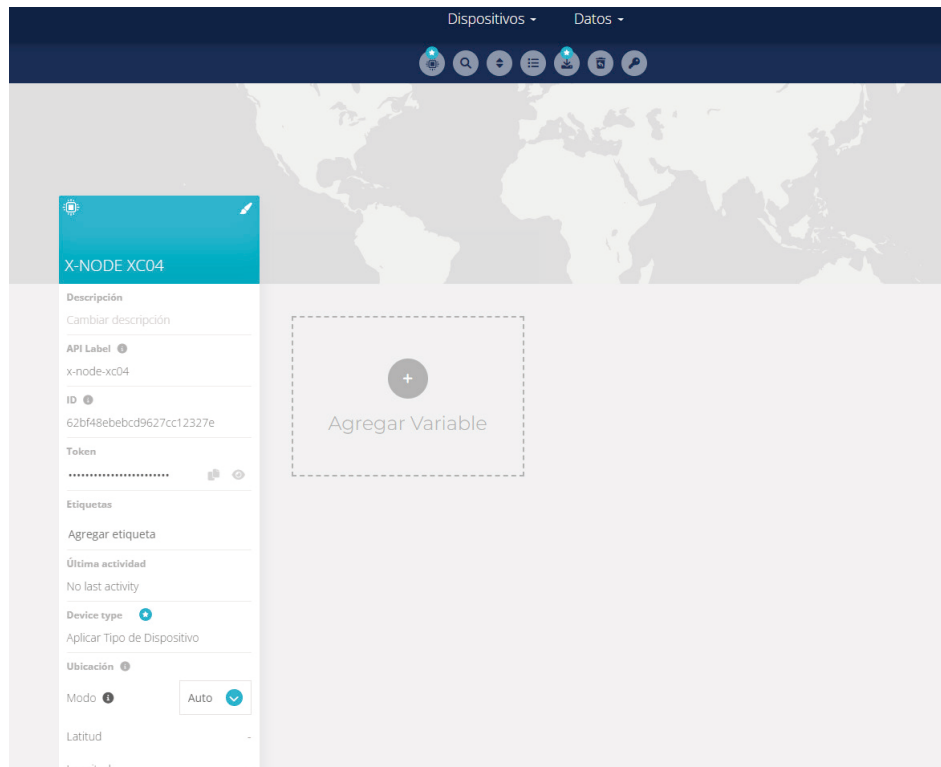 Dispositivos Datos
X-NODE XC04
Descripción
Cambiar descripción
API Label
x-node-xc04
ID
62bf48ebebcd9627cc12327e
Token
Etiquetas
Agregar etiqueta
Última actividad
No last activity
Device type
Aplicar Tipo de Dispositivo
Ubicación
Modo Auto
Latitud -
Agregar Variable